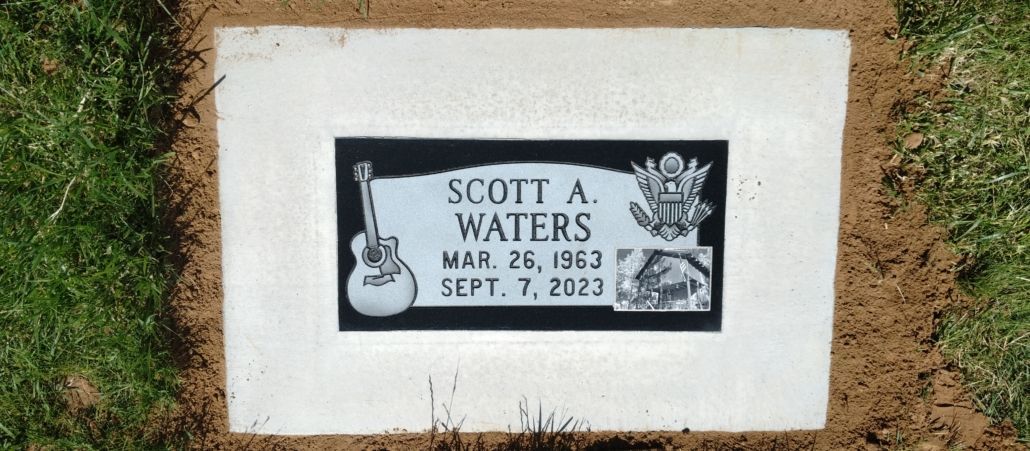 SCOTT A.
WATERS
MAR. 26, 1963
SEPT. 7, 2023